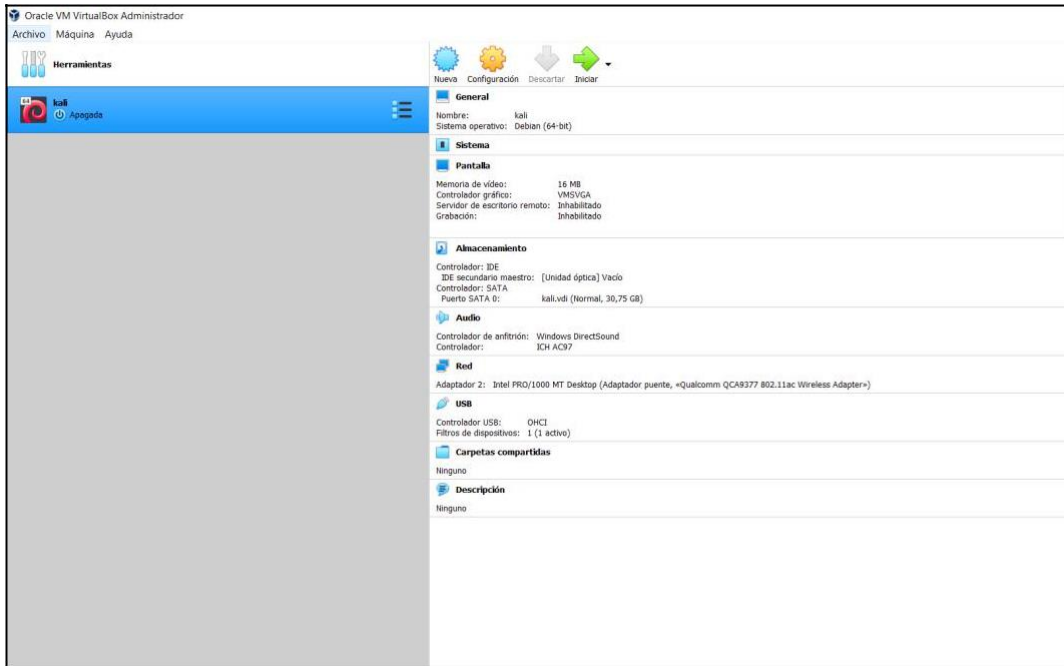 Oracle VM VirtualBox Administrador
Archivo Máquina Ayuda
Herramientas
Nueva Configuración Descartar Iniciar
64
kali
Apagada
General
Nombre: kali
Sistema operativo: Debian (64-bit)
Sistema
Pantalla
Memoria de vídeo: 16 MB
Controlador gráfico: VMSVGA
Servidor de escritorio remoto: Inhabilitado
Grabación: Inhabilitado
Almacenamiento
Controlador: IDE
IDE secundario maestro: [Unidad óptica] Vacío
Controlador: SATA
Puerto SATA 0: kali.vdi (Normal, 30,75 GB)
Audio
Controlador de anfitrión: Windows DirectSound
Controlador: ICH AC97
Red
Adaptador 2: Intel PRO/1000 MT Desktop (Adaptador puente, «Qualcomm QCA9377 802.11ac Wireless Adapter»)
USB
Controlador USB: OHCI
Filtros de dispositivos: 1 (1 activo)
Carpetas compartidas
Ninguno
Descripción
Ninguno